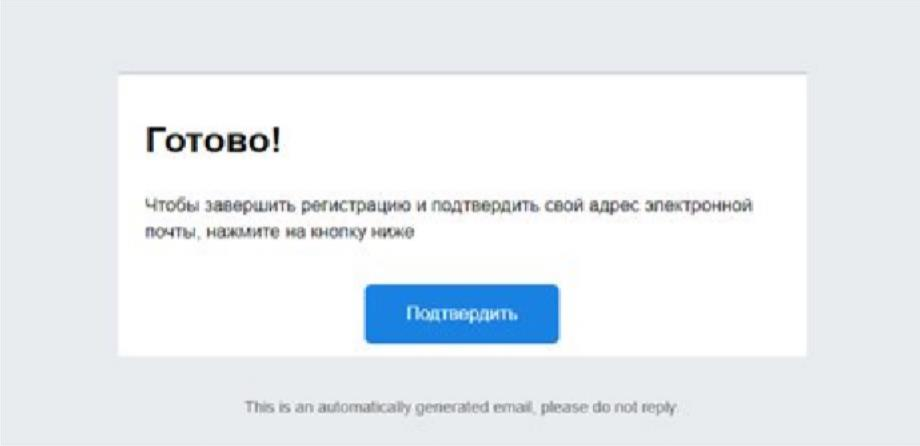 Готово!
Чтобы завершить регистрацию и подтвердить свой адрес электронной
почты, нажмите на кнопку ниже
Подтвердить
This is an automatically generated email, please do not reply.